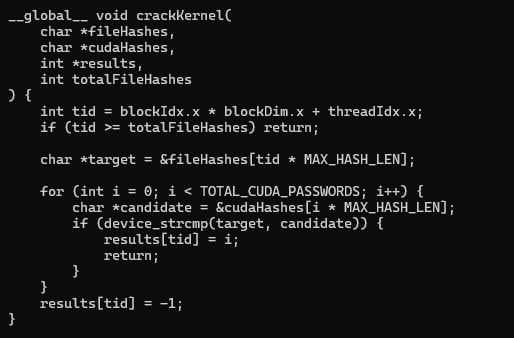 __global__ void crackKernel(
    char *fileHashes,
    char *cudaHashes,
    int *results,
    int totalFileHashes
) {
    int tid = blockIdx.x * blockDim.x + threadIdx.x;
    if (tid >= totalFileHashes) return;

    char *target = &fileHashes[tid * MAX_HASH_LEN];

    for (int i = 0; i < TOTAL_CUDA_PASSWORDS; i++) {
        char *candidate = &cudaHashes[i * MAX_HASH_LEN];
        if (device_strcmp(target, candidate)) {
            results[tid] = i;
            return;
        }
    }
    results[tid] = -1;
}